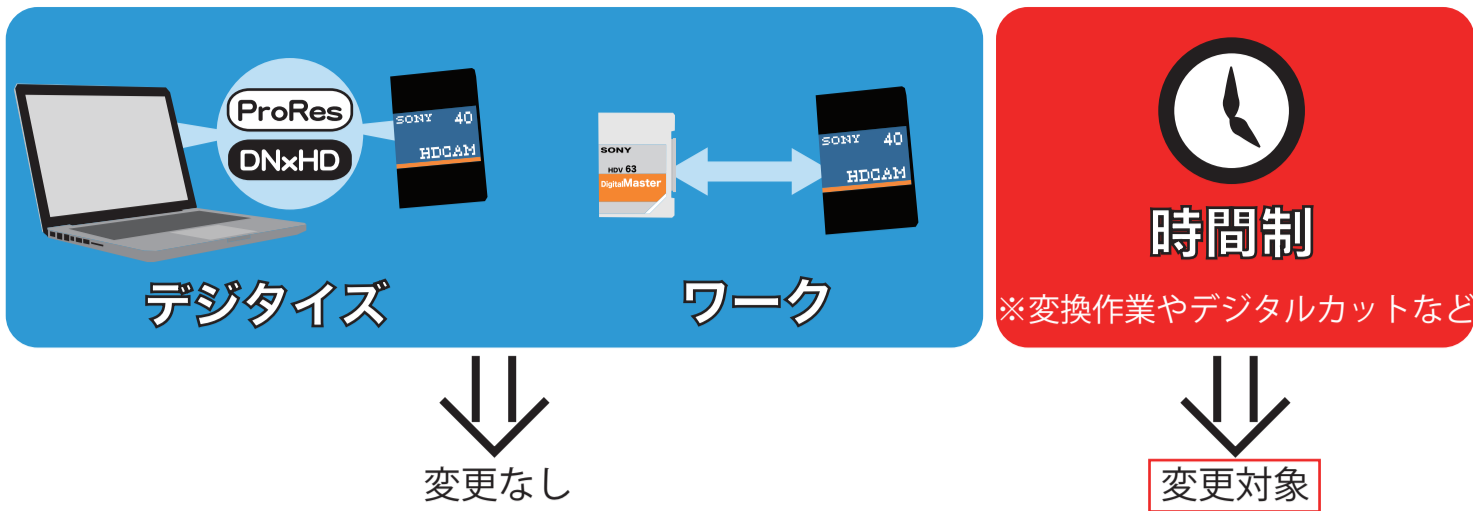 ProRes
DNxHD
SONY 40
HDCAM
デジタイズ
SONY
HDV 63
DigitalMaster
SONY 40
HDCAM
ワーク
時間制
※変換作業やデジタルカットなど
変更なし
変更対象